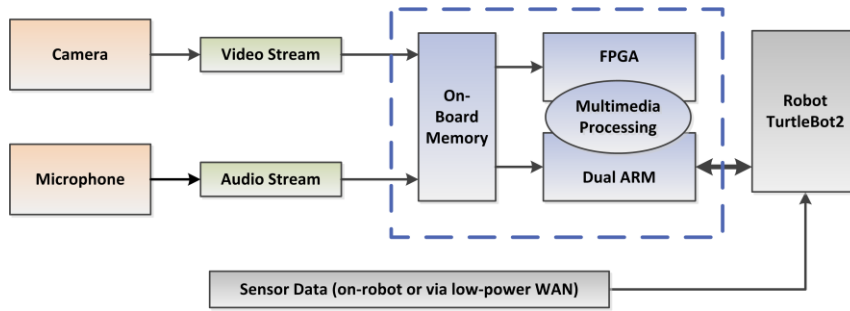 Camera
Video Stream
FPGA
On-
Board
Memory
Multimedia
Processing
Robot
TurtleBot2
Microphone
Audio Stream
Dual ARM
Sensor Data (on-robot or via low-power WAN)